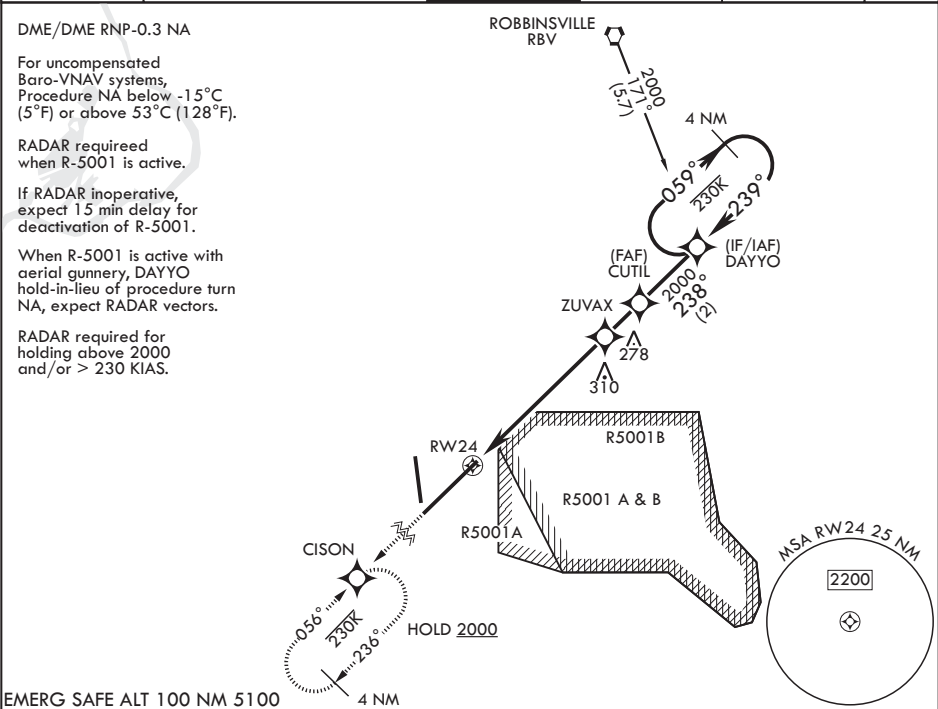 DME/DME RNP-0.3 NA
For uncompensated
Baro-VNAV systems,
Procedure NA below -15°C
(5°F) or above 53°C (128°F).
RADAR requireed
when R-5001 is active.
If RADAR inoperative,
expect 15 min delay for
deactivation of R-5001.
When R-5001 is active with
aerial gunnery, DAYYO
hold-in-lieu of procedure turn
NA, expect RADAR vectors.
RADAR required for
holding above 2000
and/or > 230 KIAS.
ROBBINSVILLE
RBV
2000
171°
(5.7)
4 NM
059°
230K
239°
(IF/IAF)
DAYYO
(FAF)
CUTIL
2000
238°
(2)
ZUVAX
278
310
R5001B
RW24
R5001 A & B
R5001A
CISON
056°
230K
236°
HOLD 2000
4 NM
MSA RW24 25 NM
2200
EMERG SAFE ALT 100 NM 5100